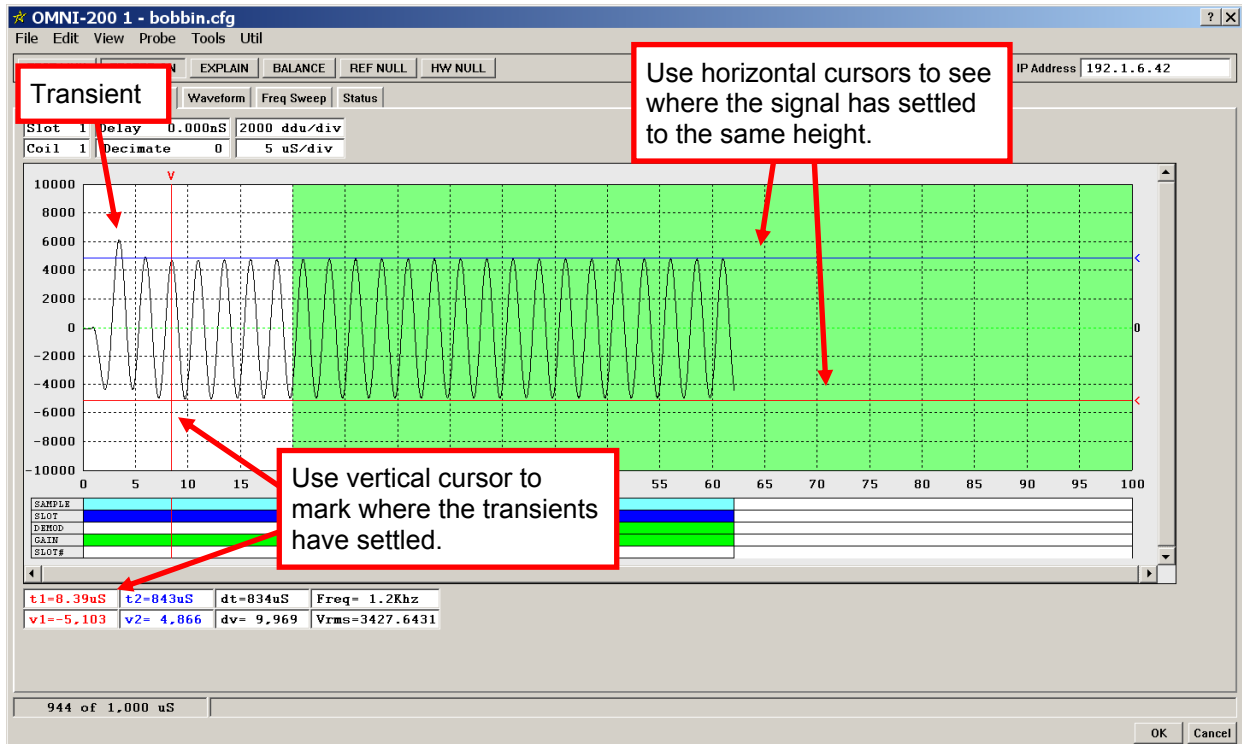 OMNI-200 1 - bobbin.cfg
File Edit View Probe Tools Util
N EXPLAIN BALANCE REF NULL HW NULL
IP Address 192.1.6.42
Transient
Waveform Freq Sweep Status
Use horizontal cursors to see
where the signal has settled
to the same height.
Slot 1 Delay 0.000nS 2000 ddu/div
Coil 1 Decimate 0 5 uS/div
V
10000
8000
6000
4000
2000
0
-2000
-4000
-6000
-8000
-10000
0
0 5 10 15 55 60 65 70 75 80 85 90 95 100
Use vertical cursor to
mark where the transients
have settled.
SAMPLE
SLOT
DEMOD
GAIN
SLOT#
t1=8.39uS t2=843uS dt=834uS Freq= 1.2Khz
v1=-5,103 v2= 4,866 dv= 9,969 Vrms=3427.6431
944 of 1,000 uS
OK Cancel